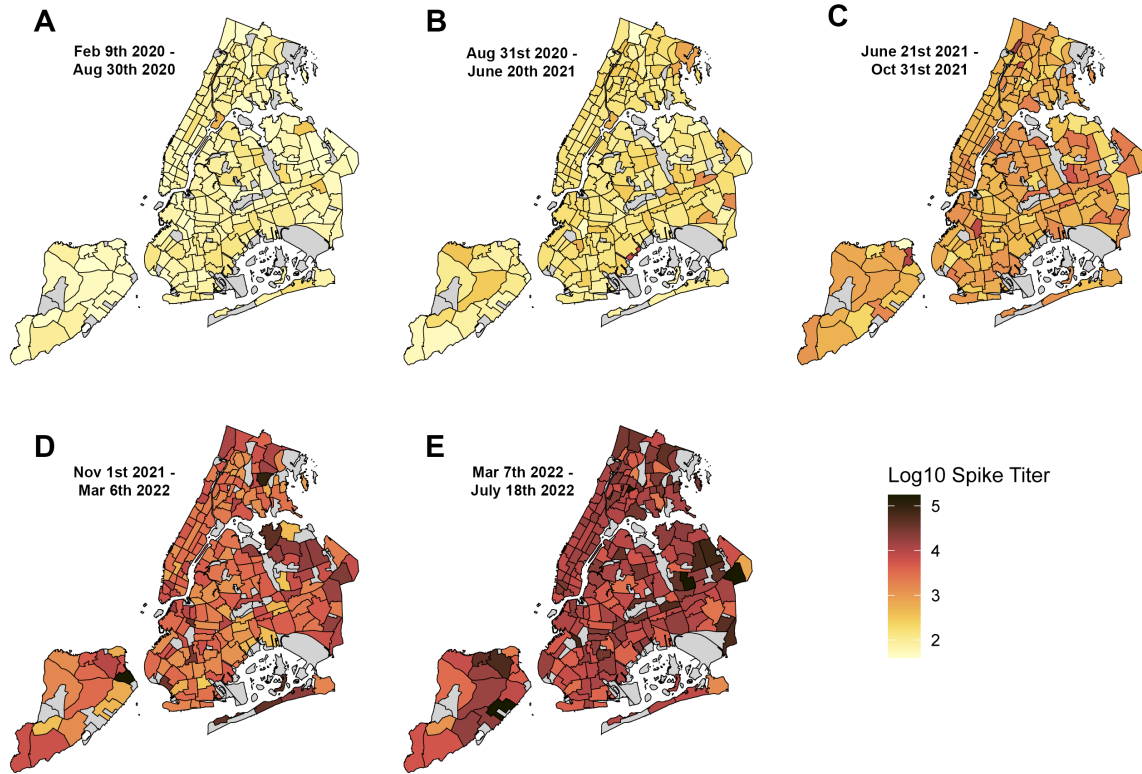 A
Feb 9th 2020 -
Aug 30th 2020
B
Aug 31st 2020 -
June 20th 2021
C
June 21st 2021 -
Oct 31st 2021
D
Nov 1st 2021 -
Mar 6th 2022
E
Mar 7th 2022 -
July 18th 2022
Log10 Spike Titer
5
4
3
2